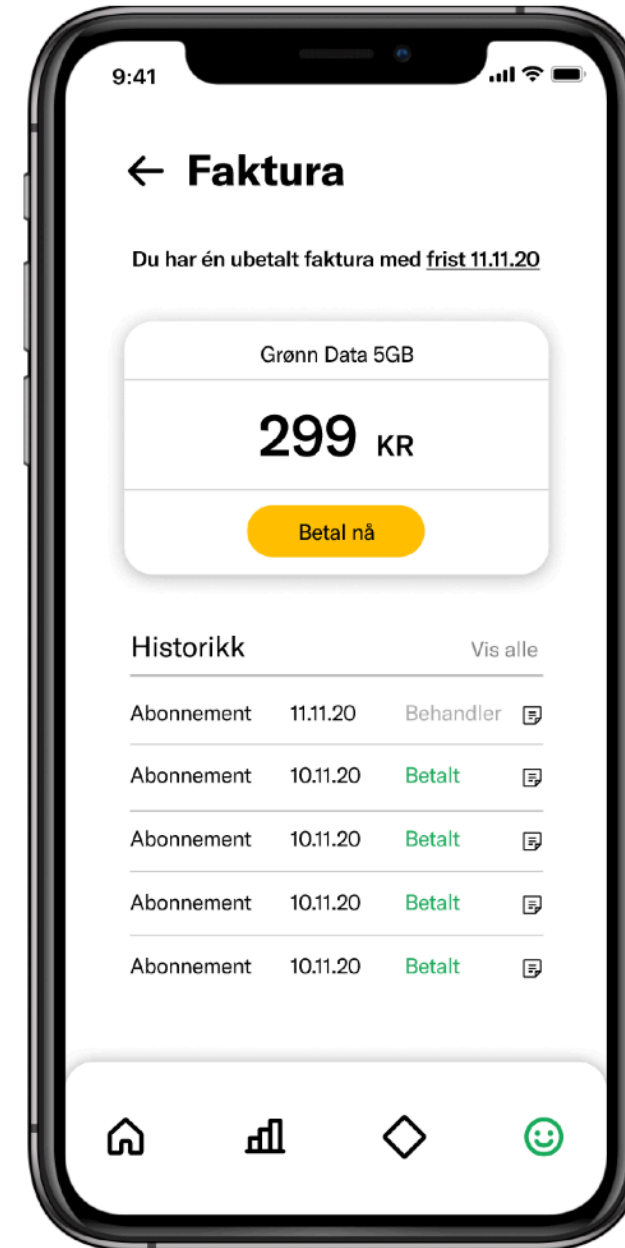 9:41
Faktura
Du har én ubetalt faktura med frist 11.11.20
Grønn Data 5GB
299 KR
Betal nå
Historikk Vis alle
Abonnement 11.11.20 Behandler
Abonnement 10.11.20 Betalt
Abonnement 10.11.20 Betalt
Abonnement 10.11.20 Betalt
Abonnement 10.11.20 Betalt